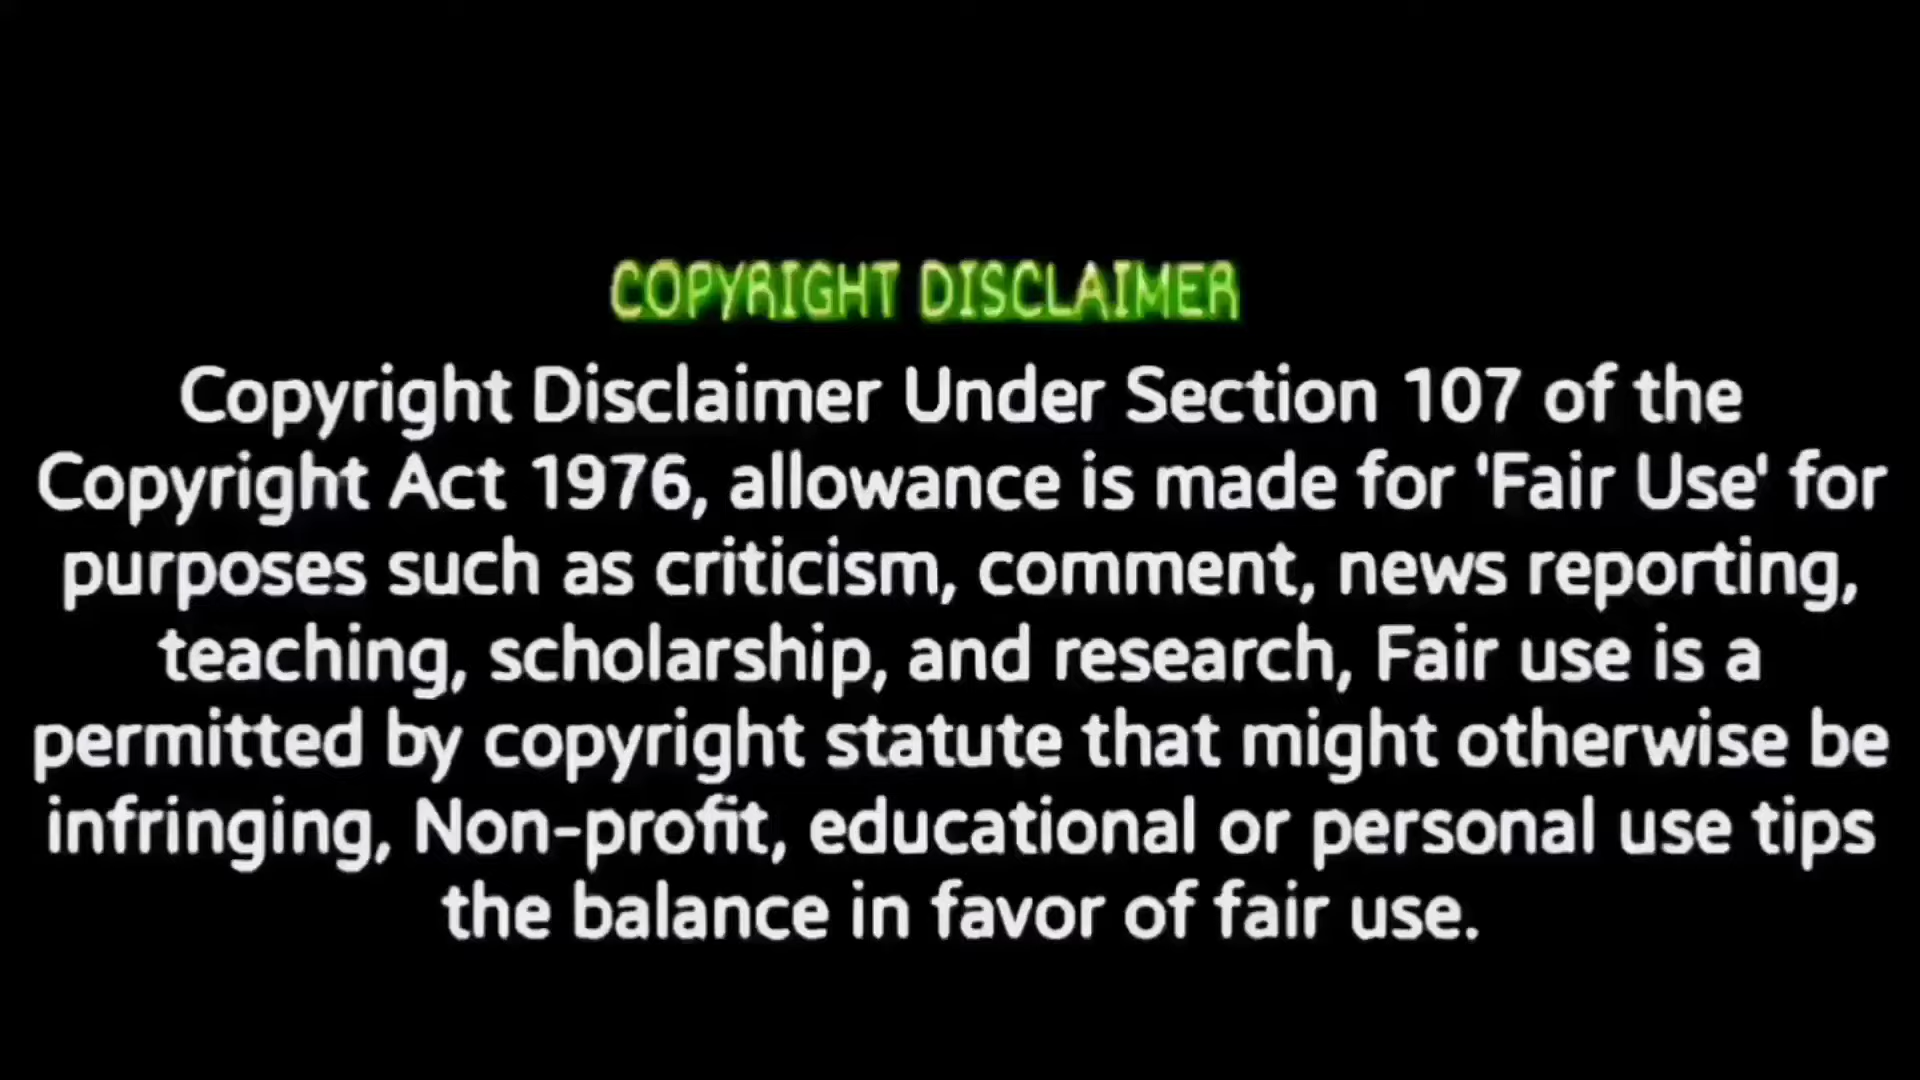 COPYRIGHT DISCLAIMER
Copyright Disclaimer Under Section 107 of the
Copyright Act 1976, allowance is made for 'Fair Use' for
purposes such as criticism, comment, news reporting,
teaching, scholarship, and research, Fair use is a
permitted by copyright statute that might otherwise be
infringing, Non-profit, educational or personal use tips
the balance in favor of fair use.